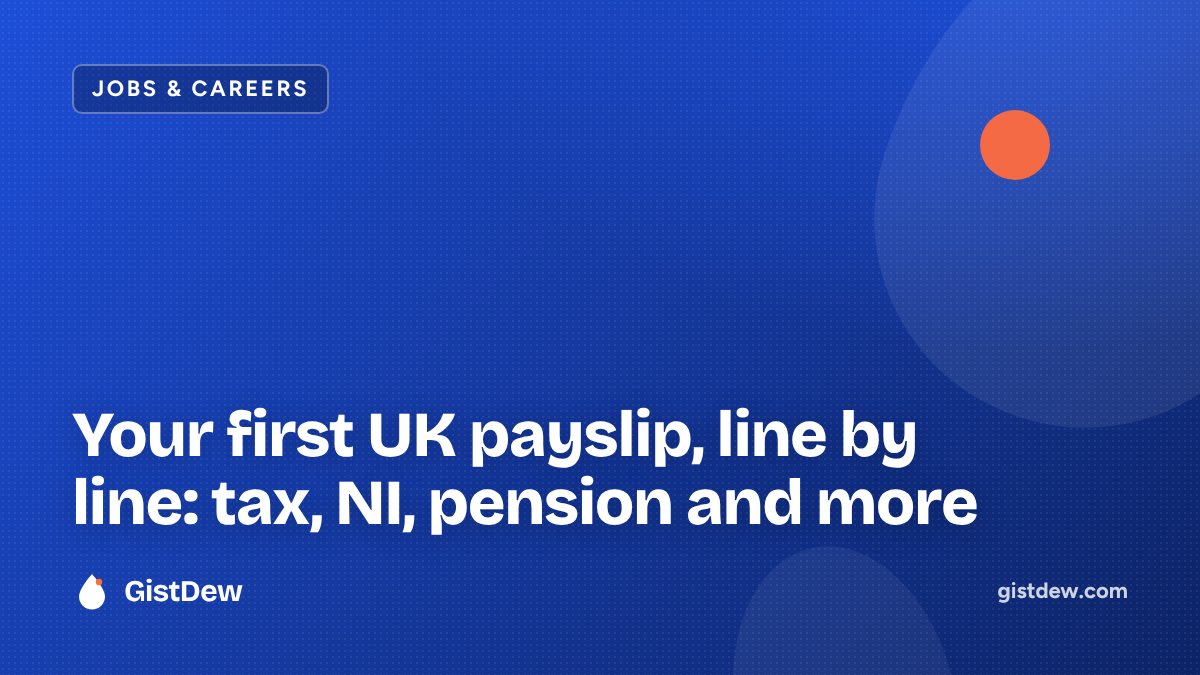 JOBS & CAREERS
Your first UK payslip, line by
line: tax, NI, pension and more
GistDew
gistdew.com